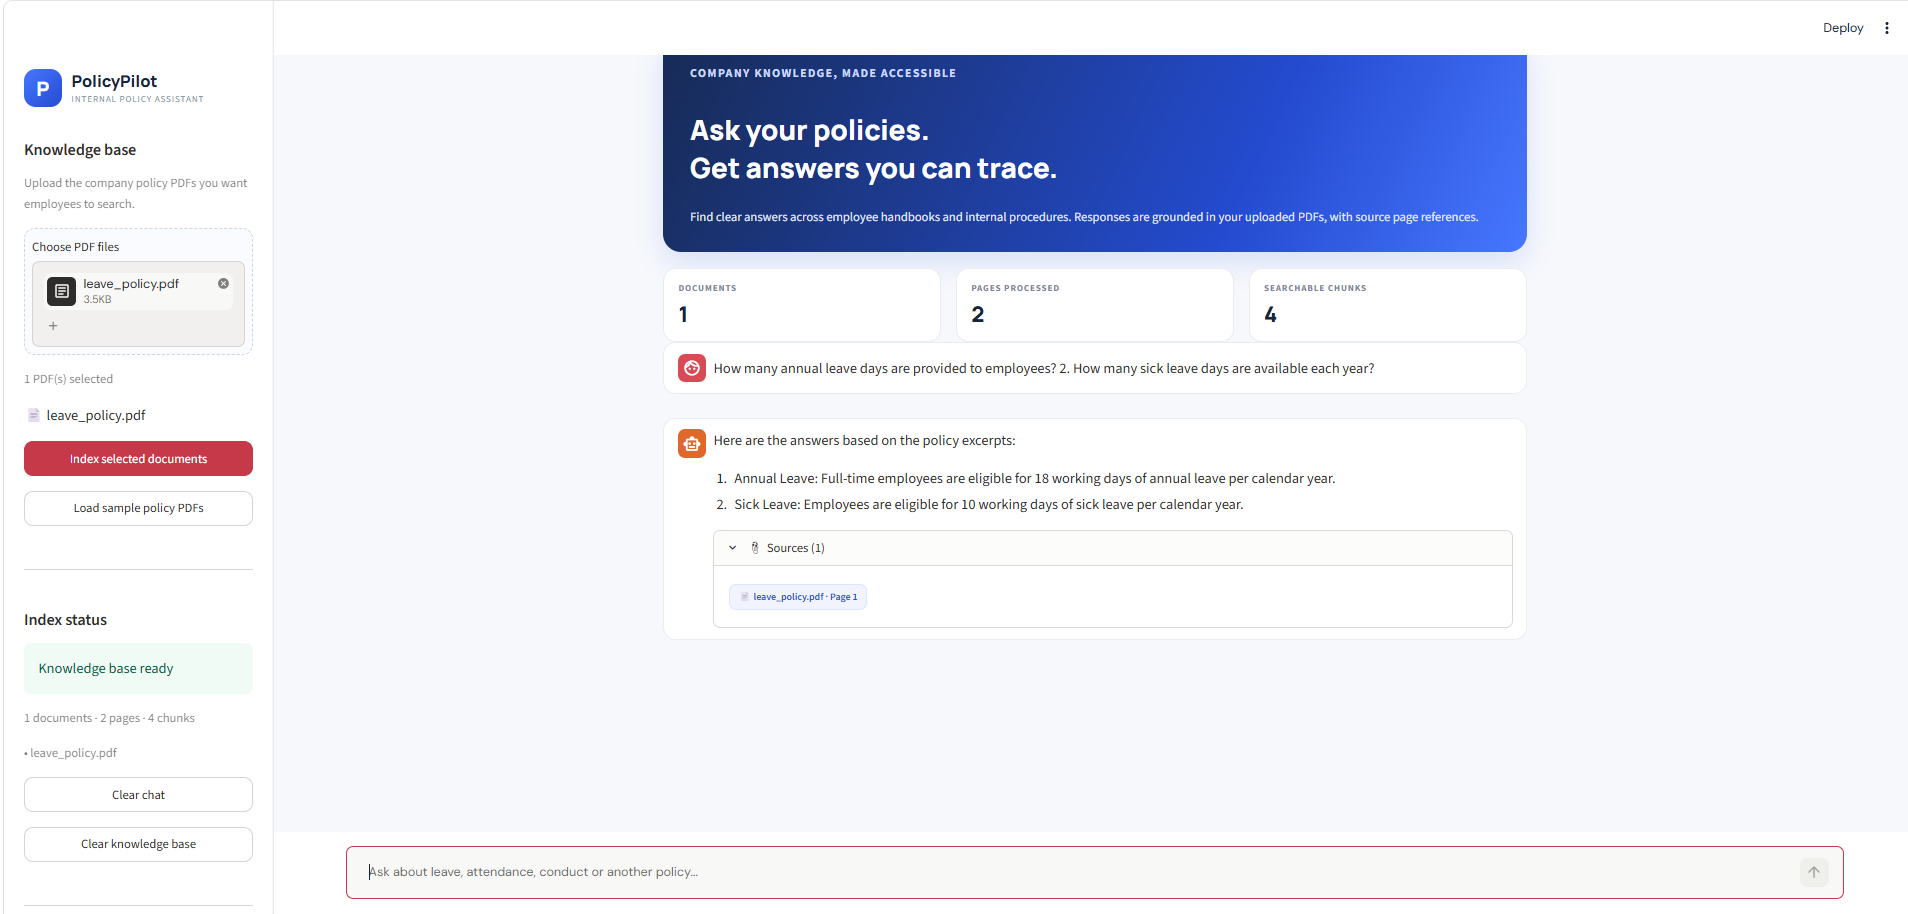 Deploy
P
PolicyPilot
INTERNAL POLICY ASSISTANT
Knowledge base
Upload the company policy PDFs you want
employees to search.
Choose PDF files
leave_policy.pdf
3.5KB
+
1 PDF(s) selected
leave_policy.pdf
Index selected documents
Load sample policy PDFs
Index status
Knowledge base ready
1 documents · 2 pages · 4 chunks
• leave_policy.pdf
Clear chat
Clear knowledge base
COMPANY KNOWLEDGE, MADE ACCESSIBLE
Ask your policies.
Get answers you can trace.
Find clear answers across employee handbooks and internal procedures. Responses are grounded in your uploaded PDFs, with source page references.
DOCUMENTS
1
PAGES PROCESSED
2
SEARCHABLE CHUNKS
4
How many annual leave days are provided to employees? 2. How many sick leave days are available each year?
Here are the answers based on the policy excerpts:
1. Annual Leave: Full-time employees are eligible for 18 working days of annual leave per calendar year.
2. Sick Leave: Employees are eligible for 10 working days of sick leave per calendar year.
Sources (1)
leave_policy.pdf · Page 1
Ask about leave, attendance, conduct or another policy...